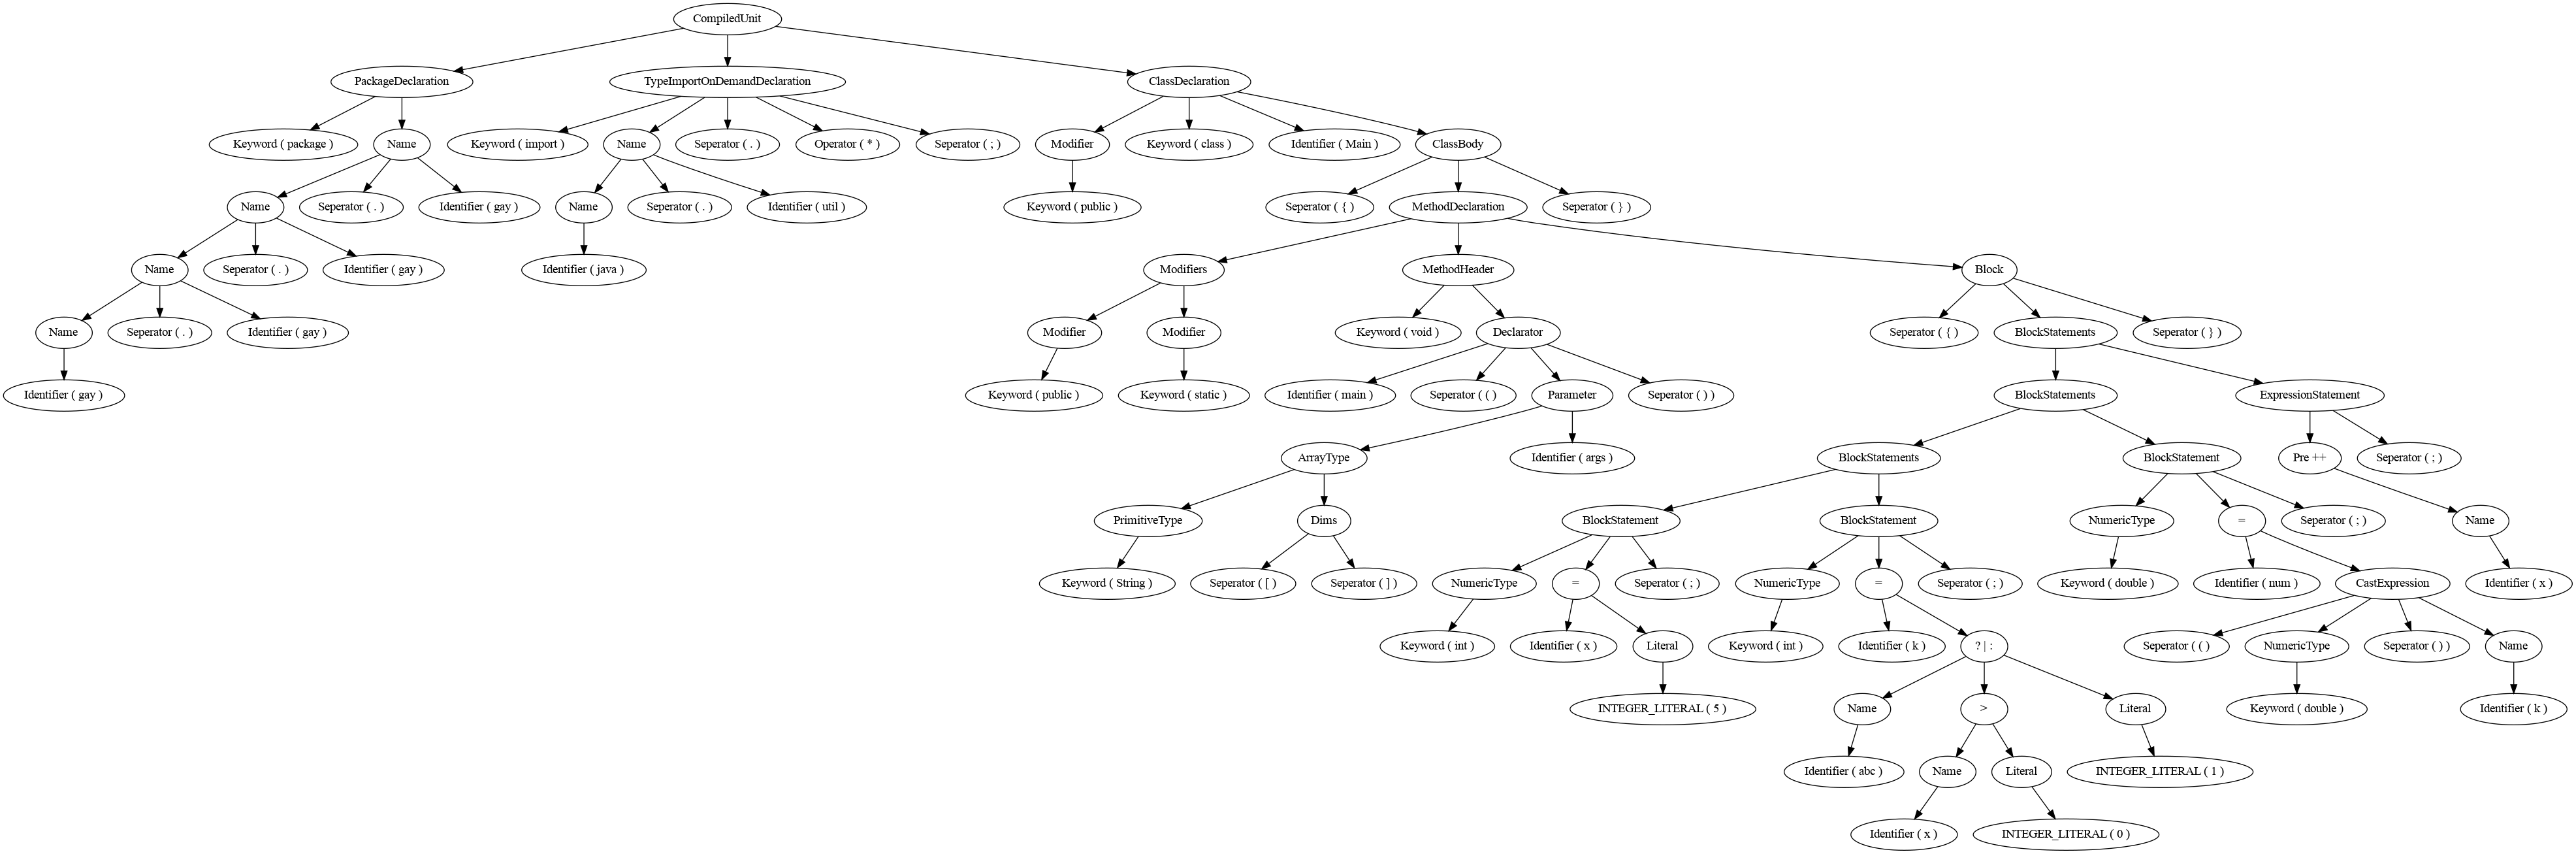 CompiledUnit
PackageDeclaration TypeImportOnDemandDeclaration ClassDeclaration
Keyword ( package ) Name Keyword ( import ) Name Seperator ( . ) Operator ( * ) Seperator ( ; ) Modifier Keyword ( class ) Identifier ( Main ) ClassBody
Name Seperator ( . ) Identifier ( gay ) Name Seperator ( . ) Identifier ( util ) Keyword ( public ) Seperator ( { ) MethodDeclaration Seperator ( } )
Name Seperator ( . ) Identifier ( gay ) Identifier ( java ) Modifiers MethodHeader Block
Name Seperator ( . ) Identifier ( gay ) Modifier Modifier Keyword ( void ) Declarator Seperator ( { ) BlockStatements Seperator ( } )
Identifier ( gay ) Keyword ( public ) Keyword ( static ) Identifier ( main ) Seperator ( ( ) Parameter Seperator ( ) ) BlockStatements ExpressionStatement
ArrayType Identifier ( args ) BlockStatements BlockStatement Pre ++ Seperator ( ; )
PrimitiveType Dims BlockStatement BlockStatement NumericType = Seperator ( ; ) Name
Keyword ( String ) Seperator ( [ ) Seperator ( ] ) NumericType = Seperator ( ; ) NumericType = Seperator ( ; ) Keyword ( double ) Identifier ( num ) CastExpression Identifier ( x )
Keyword ( int ) Identifier ( x ) Literal Keyword ( int ) Identifier ( k ) ? | : Seperator ( ( ) NumericType Seperator ( ) ) Name
INTEGER_LITERAL ( 5 ) Name > Literal Keyword ( double ) Identifier ( k )
Identifier ( abc ) Name Literal INTEGER_LITERAL ( 1 )
Identifier ( x ) INTEGER_LITERAL ( 0 )